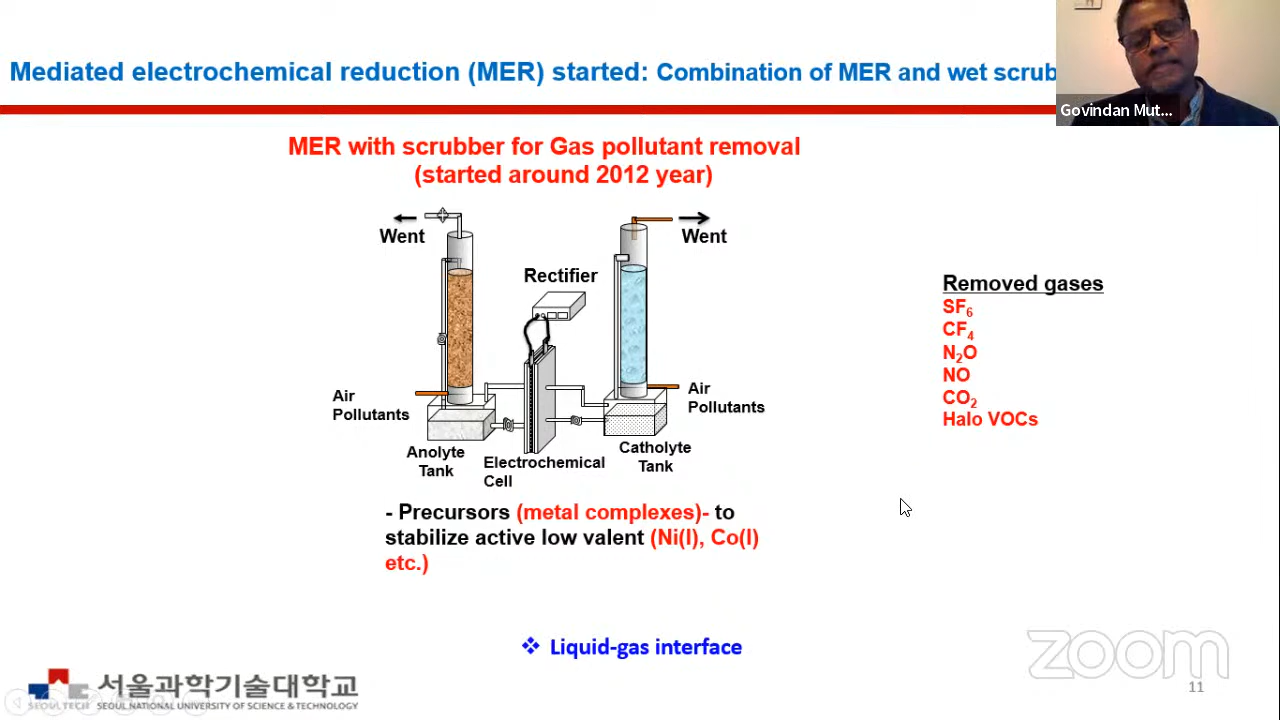 Mediated electrochemical reduction (MER) started: Combination of MER and wet scrub
Govindan Mut...
MER with scrubber for Gas pollutant removal
(started around 2012 year)
Went
Went
Rectifier
Air
Pollutants
Air
Pollutants
Anolyte
Tank
Electrochemical
Cell
Catholyte
Tank
Removed gases
SF6
CF4
N2O
NO
CO2
Halo VOCs
- Precursors (metal complexes)- to
stabilize active low valent (Ni(I), Co(I)
etc.)
❖ Liquid-gas interface
zoom
서울과학기술대학교
SEOUL TECH
SEOUL NATIONAL UNIVERSITY OF SCIENCE & TECHNOLOGY
11